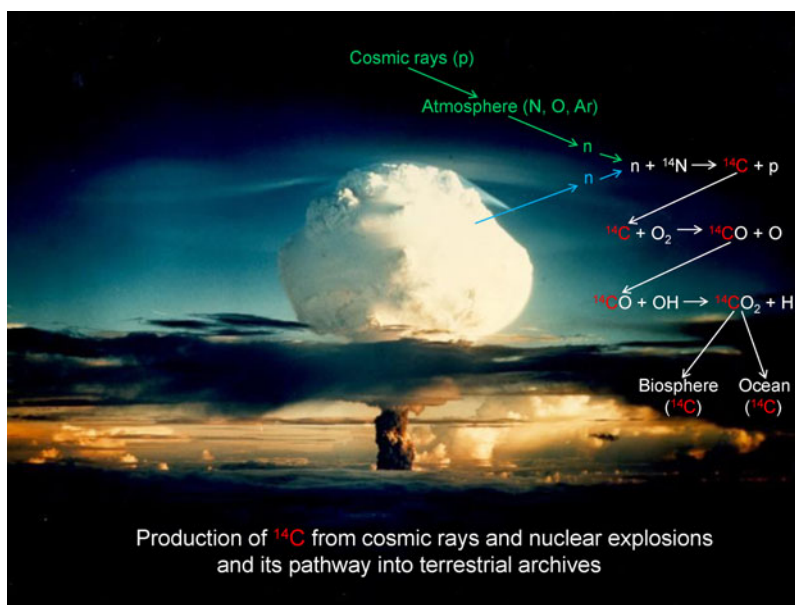 Cosmic rays (p)
Atmosphere (N, O, Ar)
n
n
n + ¹⁴N → ¹⁴C + p
¹⁴C + O₂ → ¹⁴CO + O
¹⁴CO + OH → ¹⁴CO₂ + H
Biosphere Ocean
(¹⁴C) (¹⁴C)
Production of ¹⁴C from cosmic rays and nuclear explosions
and its pathway into terrestrial archives